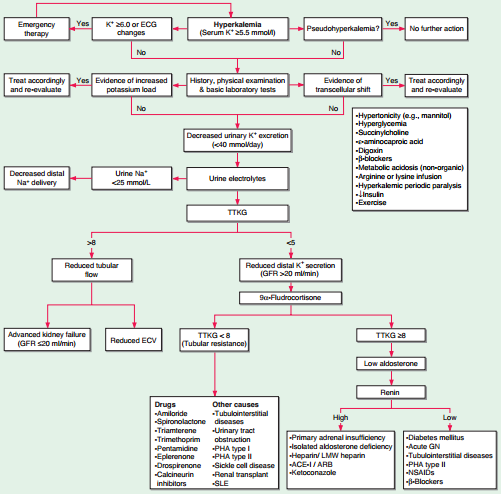 Emergency
therapy
Yes
K⁺ ≥6.0 or ECG
changes
Hyperkalemia
(Serum K⁺ ≥5.5 mmol/l)
Pseudohyperkalemia?
Yes
No further action
No
No
Treat accordingly
and re-evaluate
Yes
Evidence of increased
potassium load
History, physical examination
& basic laboratory tests
Evidence of
transcellular shift
Yes
Treat accordingly
and re-evaluate
No
No
•Hypertonicity (e.g., mannitol)
•Hyperglycemia
•Succinylcholine
•ε-aminocaproic acid
•Digoxin
•β-blockers
•Metabolic acidosis (non-organic)
•Arginine or lysine infusion
•Hyperkalemic periodic paralysis
•↓Insulin
•Exercise
Decreased urinary K⁺ excretion
(<40 mmol/day)
Decreased distal
Na⁺ delivery
Urine Na⁺
<25 mmol/L
Urine electrolytes
TTKG
>8
<5
Reduced tubular
flow
Reduced distal K⁺ secretion
(GFR >20 ml/min)
9α-Fludrocortisone
Advanced kidney failure
(GFR ≤20 ml/min)
Reduced ECV
TTKG < 8
(Tubular resistance)
TTKG ≥8
Low aldosterone
Renin
High
Low
Drugs
•Amiloride
•Spironolactone
•Triamterene
•Trimethoprim
•Pentamidine
•Eplerenone
•Drospirenone
•Calcineurin
inhibitors
Other causes
•Tubulointerstitial
diseases
•Urinary tract
obstruction
•PHA type I
•PHA type II
•Sickle cell disease
•Renal transplant
•SLE
•Primary adrenal insufficiency
•Isolated aldosterone deficiency
•Heparin/ LMW heparin
•ACE-I / ARB
•Ketoconazole
•Diabetes mellitus
•Acute GN
•Tubulointerstitial diseases
•PHA type II
•NSAIDs
•β-Blockers